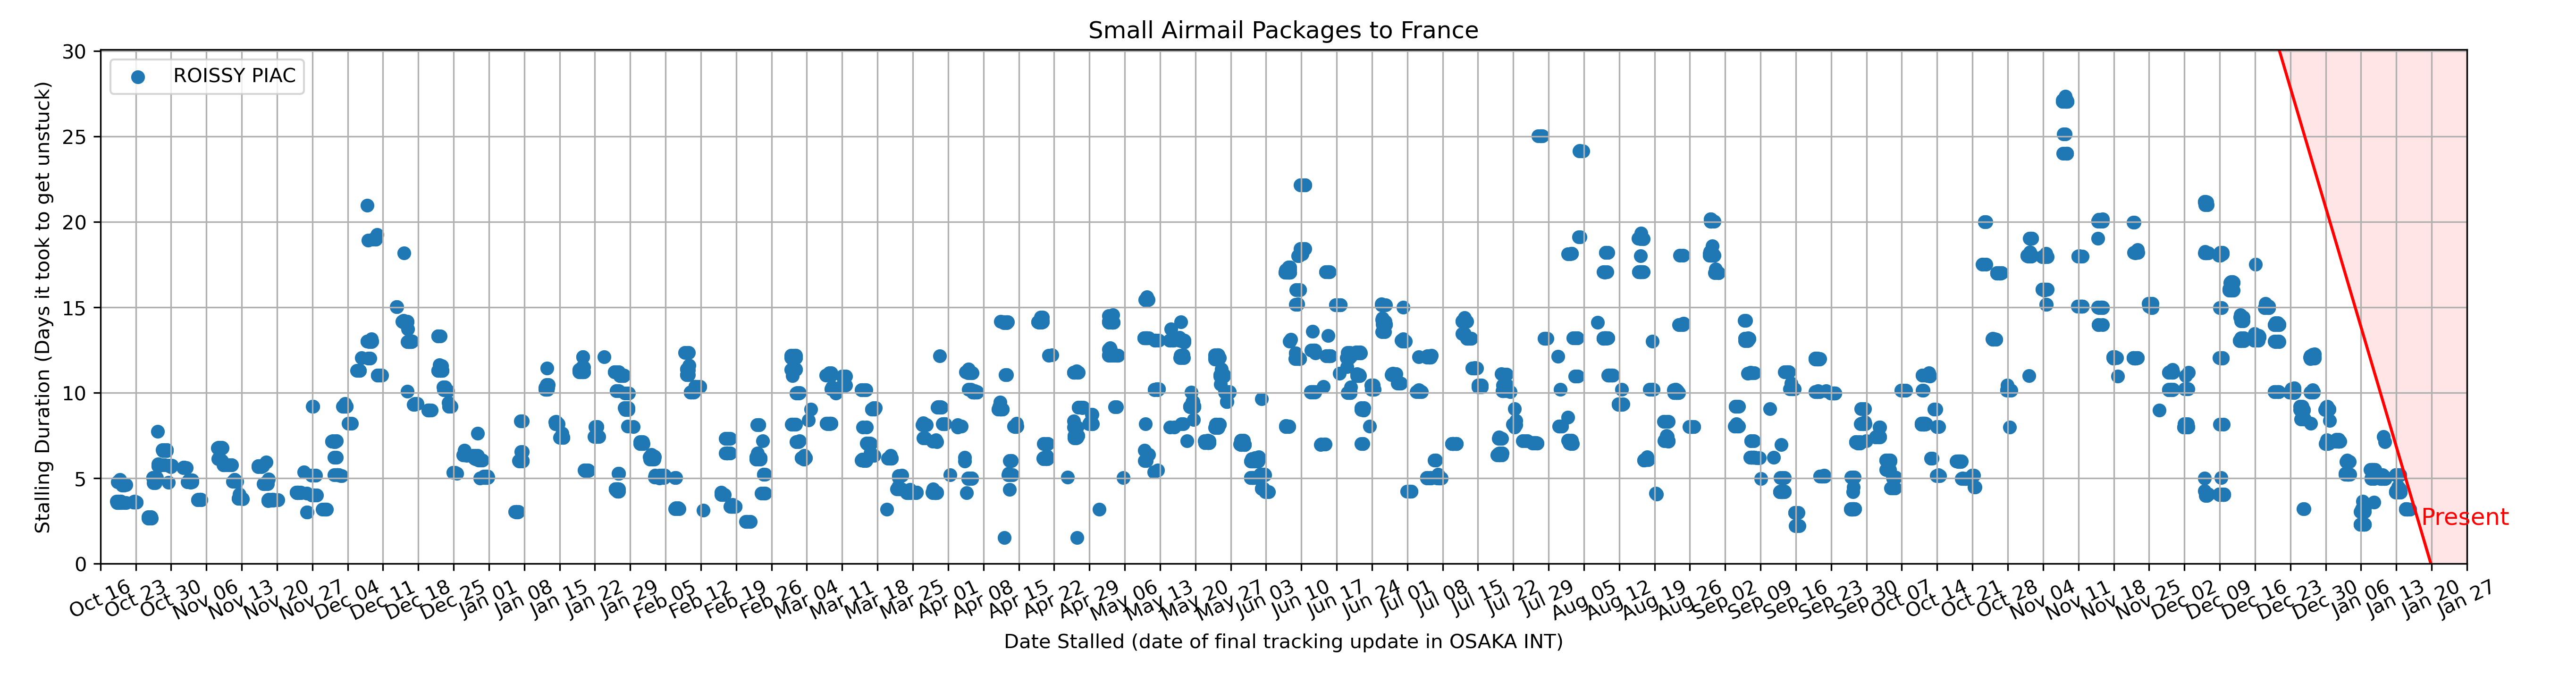 Small Airmail Packages to France
ROISSY PIAC
Stalling Duration (Days it took to get unstuck)
30
25
20
15
10
5
0
Present
Oct 16
Oct 23
Oct 30
Nov 06
Nov 13
Nov 20
Nov 27
Dec 04
Dec 11
Dec 18
Dec 25
Jan 01
Jan 08
Jan 15
Jan 22
Jan 29
Feb 05
Feb 12
Feb 19
Feb 26
Mar 04
Mar 11
Mar 18
Mar 25
Apr 01
Apr 08
Apr 15
Apr 22
Apr 29
May 06
May 13
May 20
May 27
Jun 03
Jun 10
Jun 17
Jun 24
Jul 01
Jul 08
Jul 15
Jul 22
Jul 29
Aug 05
Aug 12
Aug 19
Aug 26
Sep 02
Sep 09
Sep 16
Sep 23
Sep 30
Oct 07
Oct 14
Oct 21
Oct 28
Nov 04
Nov 11
Nov 18
Nov 25
Dec 02
Dec 09
Dec 16
Dec 23
Dec 30
Jan 06
Jan 13
Jan 20
Jan 27
Date Stalled (date of final tracking update in OSAKA INT)